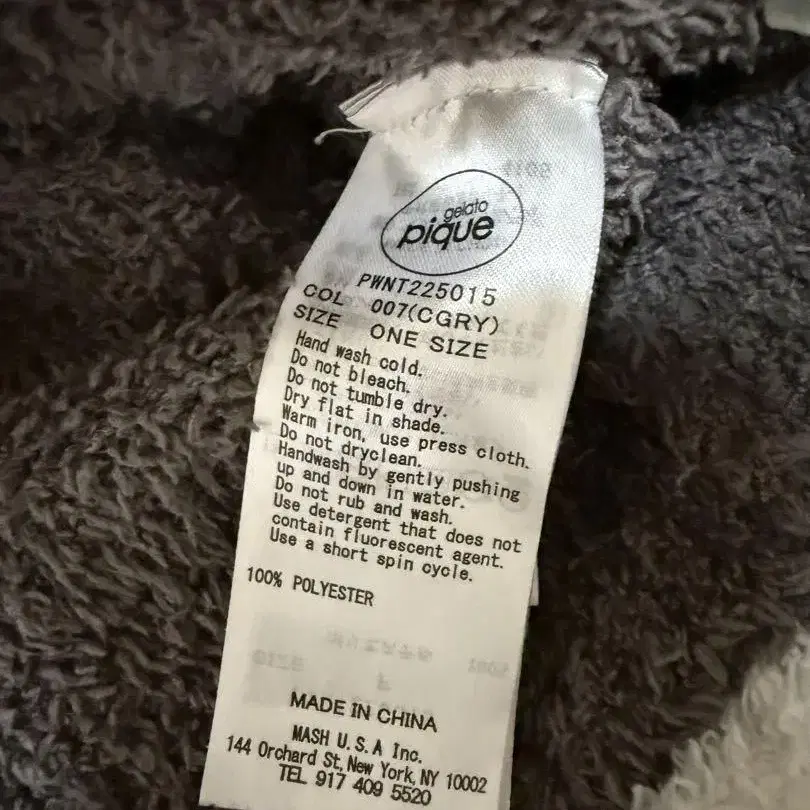 gelato
pique
PWNT225015
COL 007(CGRY)
SIZE ONE SIZE
Hand wash cold.
Do not bleach.
Do not tumble dry.
Dry flat in shade.
Warm iron, use press cloth.
Do not dryclean.
Handwash by gently pushing
up and down in water.
Do not rub and wash.
Use detergent that does not
contain fluorescent agent.
Use a short spin cycle.
100% POLYESTER
MADE IN CHINA
MASH U.S.A Inc.
144 Orchard St, New York, NY 10002
TEL 917 409 5520